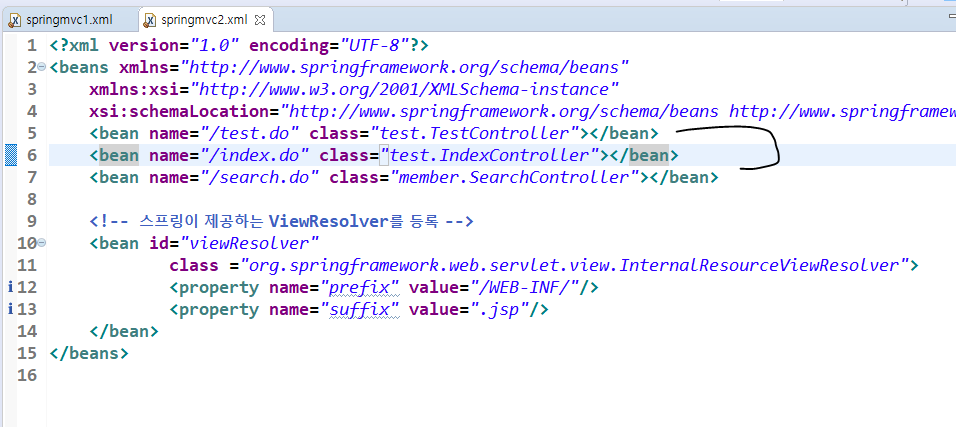 springmvc1.xml springmvc2.xml
1 <?xml version="1.0" encoding="UTF-8"?>
2 <beans xmlns="http://www.springframework.org/schema/beans"
3 xmlns:xsi="http://www.w3.org/2001/XMLSchema-instance"
4 xsi:schemaLocation="http://www.springframework.org/schema/beans http://www.springframew
5 <bean name="/test.do" class="test.TestController"></bean>
6 <bean name="/index.do" class="test.IndexController"></bean>
7 <bean name="/search.do" class="member.SearchController"></bean>
8
9 <!-- 스프링이 제공하는 ViewResolver를 등록 -->
10 <bean id="viewResolver"
11 class ="org.springframework.web.servlet.view.InternalResourceViewResolver">
12 <property name="prefix" value="/WEB-INF/"/>
13 <property name="suffix" value=".jsp"/>
14 </bean>
15 </beans>
16